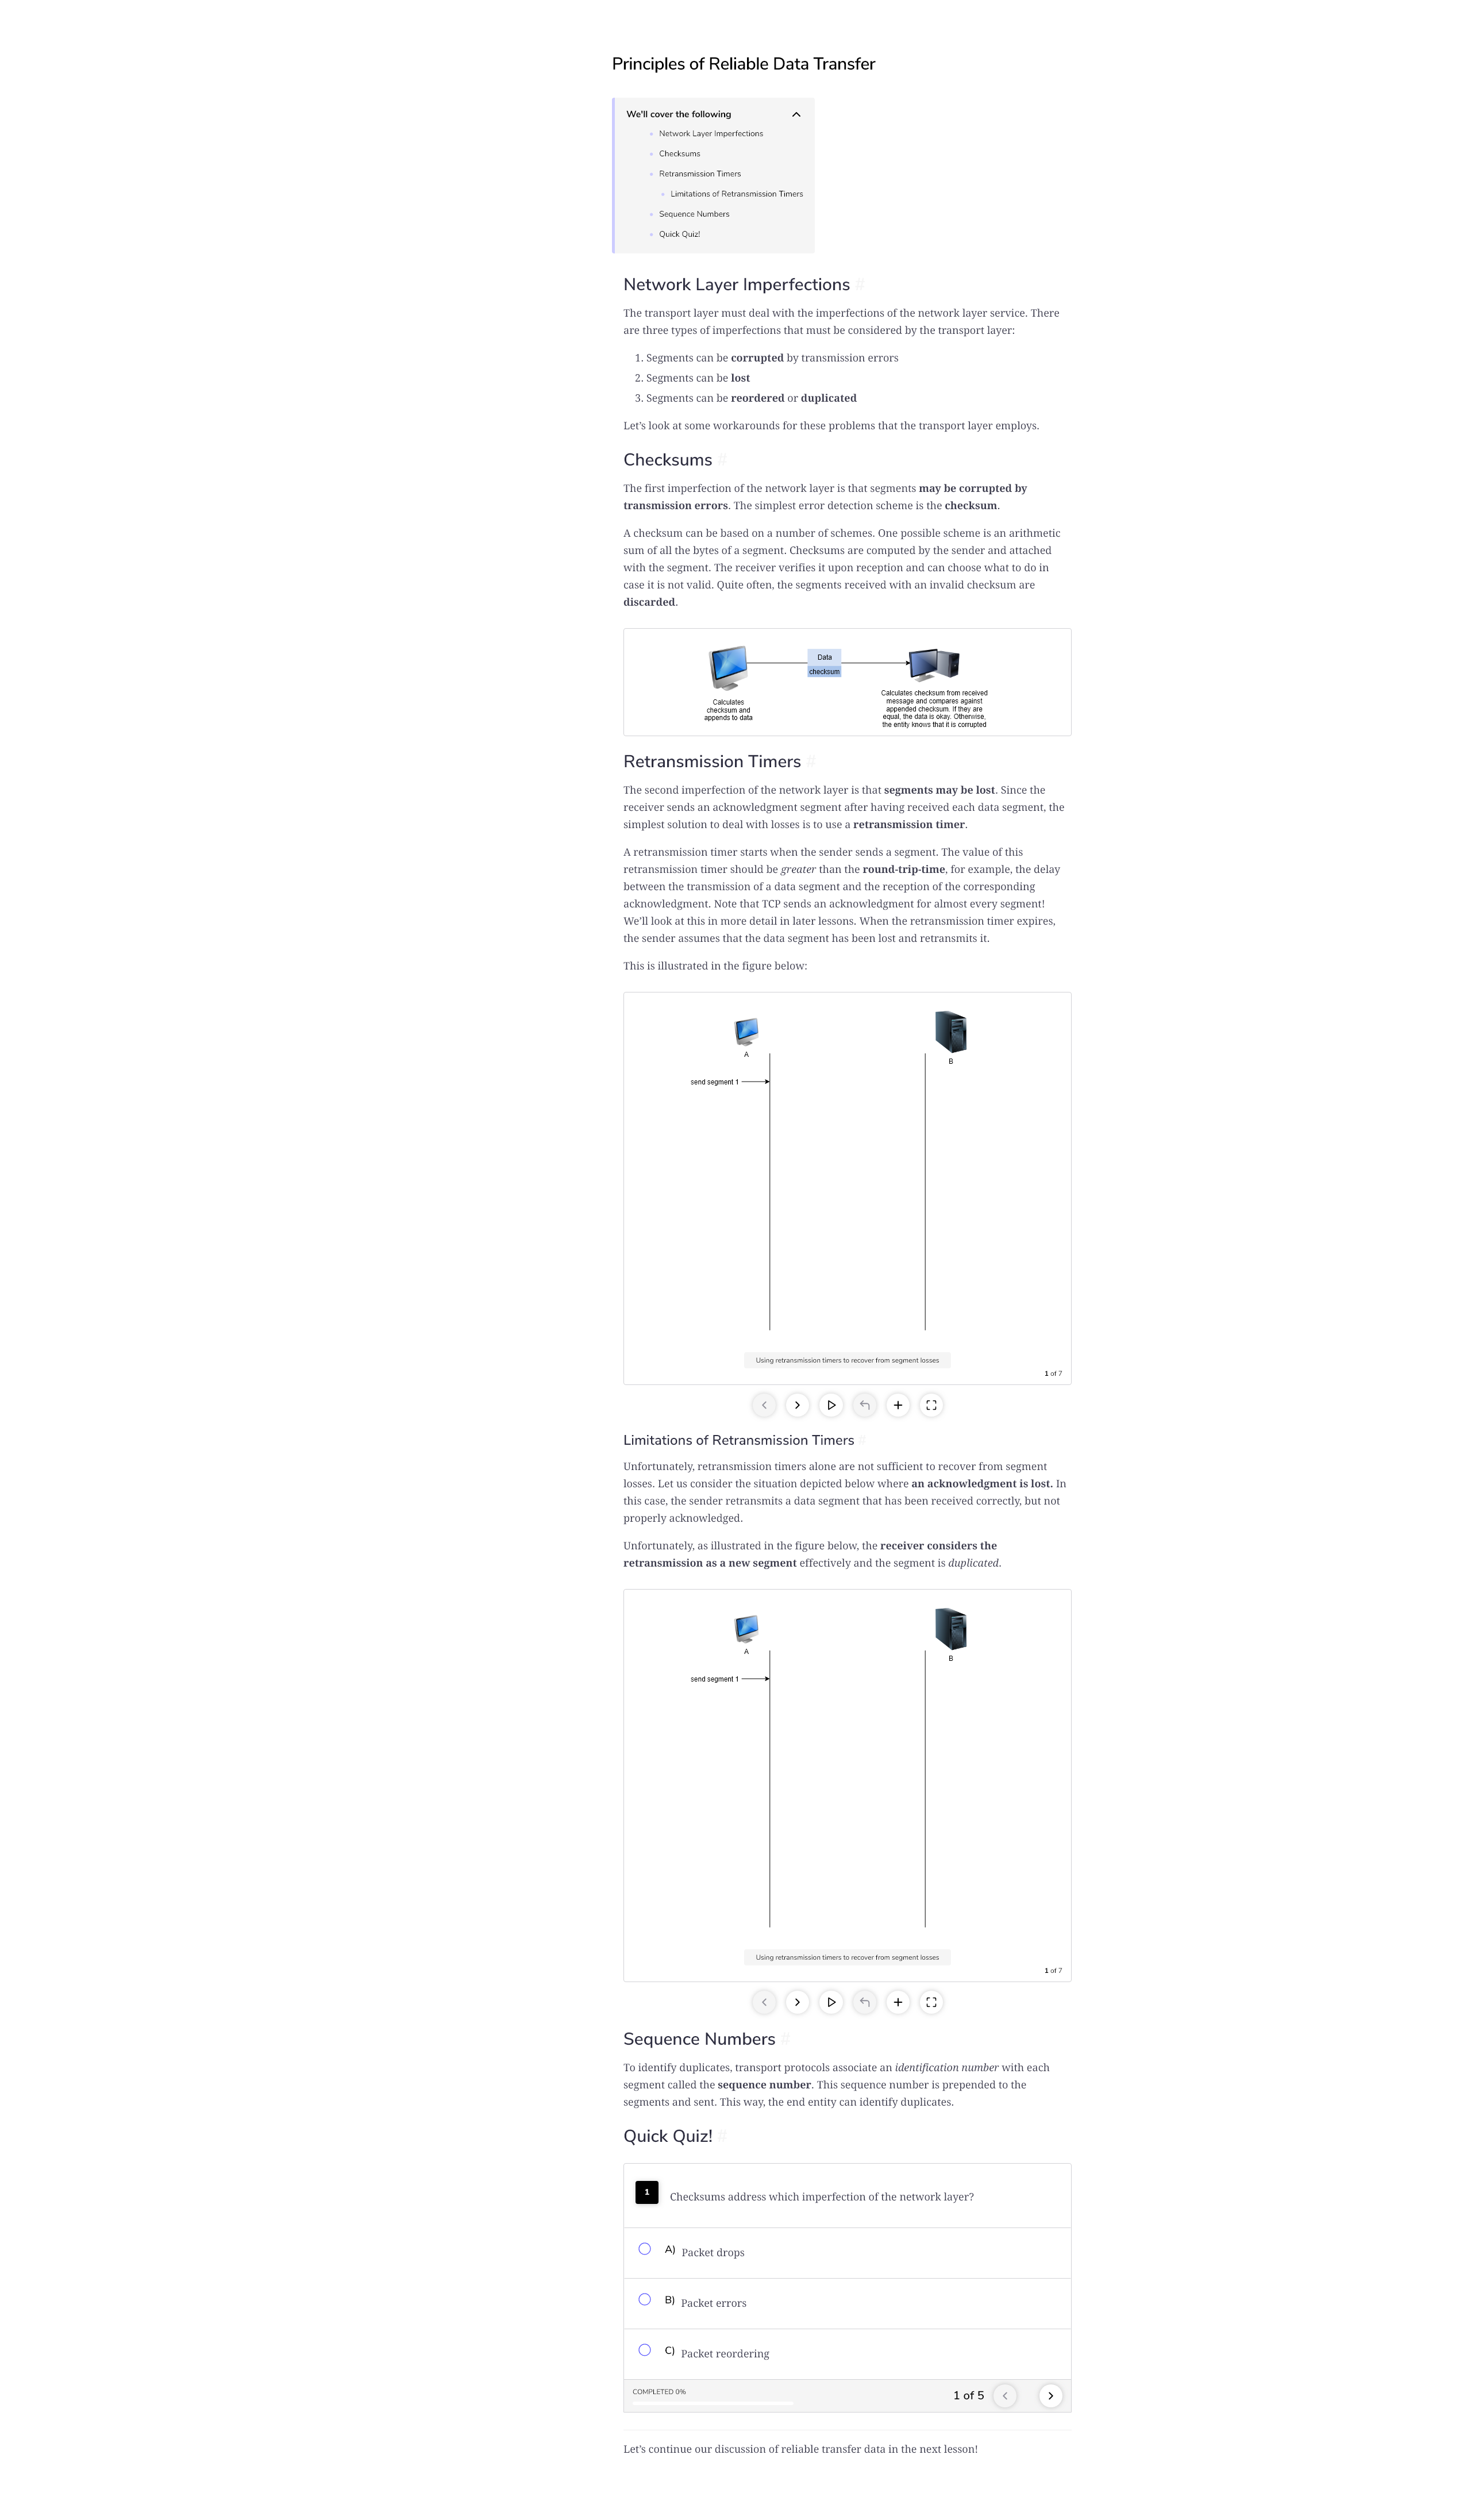 Principles of Reliable Data Transfer
We'll cover the following
Network Layer Imperfections
Checksums
Retransmission Timers
Limitations of Retransmission Timers
Sequence Numbers
Quick Quiz!
Network Layer Imperfections #
The transport layer must deal with the imperfections of the network layer service. There
are three types of imperfections that must be considered by the transport layer:
1. Segments can be corrupted by transmission errors
2. Segments can be lost
3. Segments can be reordered or duplicated
Let's look at some workarounds for these problems that the transport layer employs.
Checksums #
The first imperfection of the network layer is that segments may be corrupted by
transmission errors. The simplest error detection scheme is the checksum.
A checksum can be based on a number of schemes. One possible scheme is an arithmetic
sum of all the bytes of a segment. Checksums are computed by the sender and attached
with the segment. The receiver verifies it upon reception and can choose what to do in
case it is not valid. Quite often, the segments received with an invalid checksum are
discarded.
Data
checksum
Calculates
checksum and
appends to data
Calculates checksum from received
message and compares against
appended checksum. If they are
equal, the data is okay. Otherwise,
the entity knows that it is corrupted
Retransmission Timers #
The second imperfection of the network layer is that segments may be lost. Since the
receiver sends an acknowledgment segment after having received each data segment, the
simplest solution to deal with losses is to use a retransmission timer.
A retransmission timer starts when the sender sends a segment. The value of this
retransmission timer should be greater than the round-trip-time, for example, the delay
between the transmission of a data segment and the reception of the corresponding
acknowledgment. Note that TCP sends an acknowledgment for almost every segment!
We'll look at this in more detail in later lessons. When the retransmission timer expires,
the sender assumes that the data segment has been lost and retransmits it.
This is illustrated in the figure below:
A
B
send segment 1
Using retransmission timers to recover from segment losses
1 of 7
Limitations of Retransmission Timers #
Unfortunately, retransmission timers alone are not sufficient to recover from segment
losses. Let us consider the situation depicted below where an acknowledgment is lost. In
this case, the sender retransmits a data segment that has been received correctly, but not
properly acknowledged.
Unfortunately, as illustrated in the figure below, the receiver considers the
retransmission as a new segment effectively and the segment is duplicated.
A
B
send segment 1
Using retransmission timers to recover from segment losses
1 of 7
Sequence Numbers #
To identify duplicates, transport protocols associate an identification number with each
segment called the sequence number. This sequence number is prepended to the
segments and sent. This way, the end entity can identify duplicates.
Quick Quiz! #
1 Checksums address which imperfection of the network layer?
A) Packet drops
B) Packet errors
C) Packet reordering
COMPLETED 0%
1 of 5
Let's continue our discussion of reliable transfer data in the next lesson!